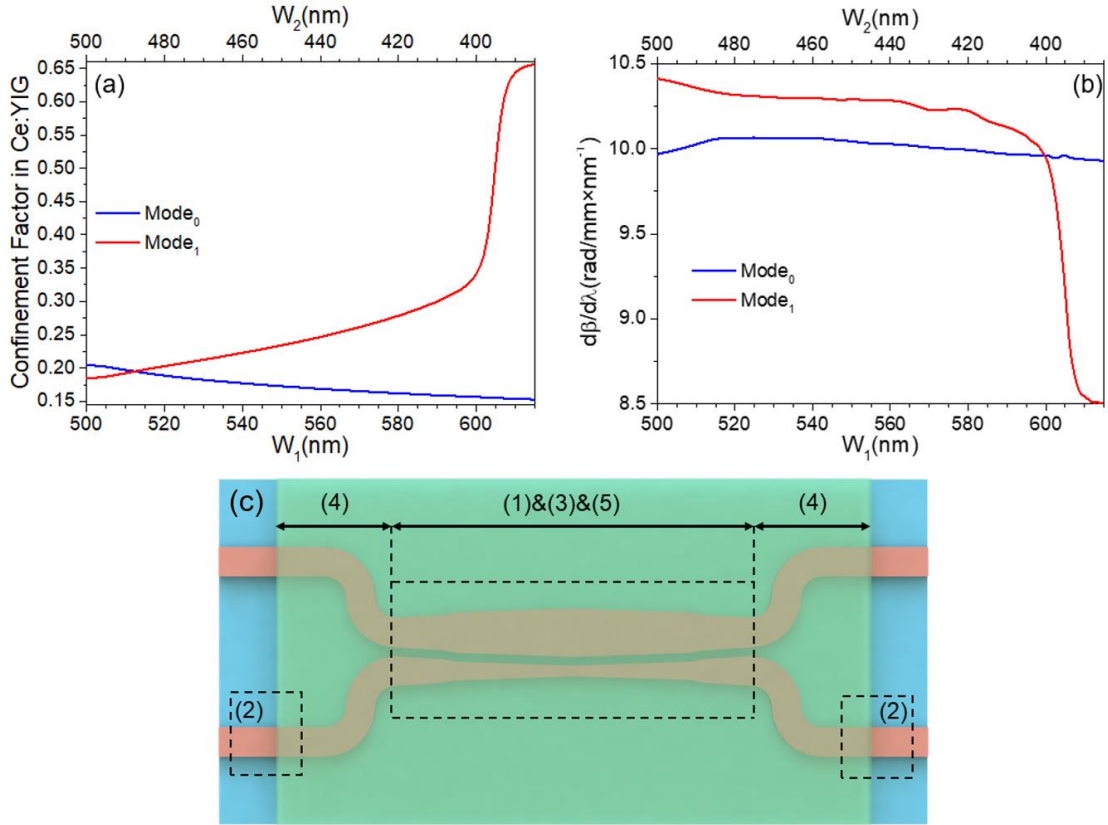 W₂(nm)
500 480 460 440 420 400
(a)
0.65
0.60
0.55
0.50
0.45
0.40
0.35
0.30
0.25
0.20
0.15
Confinement Factor in Ce:YIG
Mode₀
Mode₁
500 520 540 560 580 600
W₁(nm)
W₂(nm)
500 480 460 440 420 400
(b)
10.5
10.0
9.5
9.0
8.5
dβ/dλ(rad/mm×nm⁻¹)
Mode₀
Mode₁
500 520 540 560 580 600
W₁(nm)
(c)
(4) (1)&(3)&(5) (4)
(2) (2)